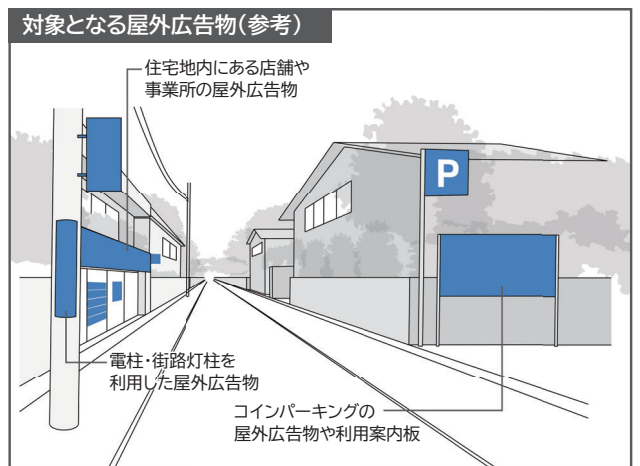 対象となる屋外広告物（参考）
住宅地内にある店舗や
事業所の屋外広告物
P
電柱・街路灯柱を
利用した屋外広告物
コインパーキングの
屋外広告物や利用案内板